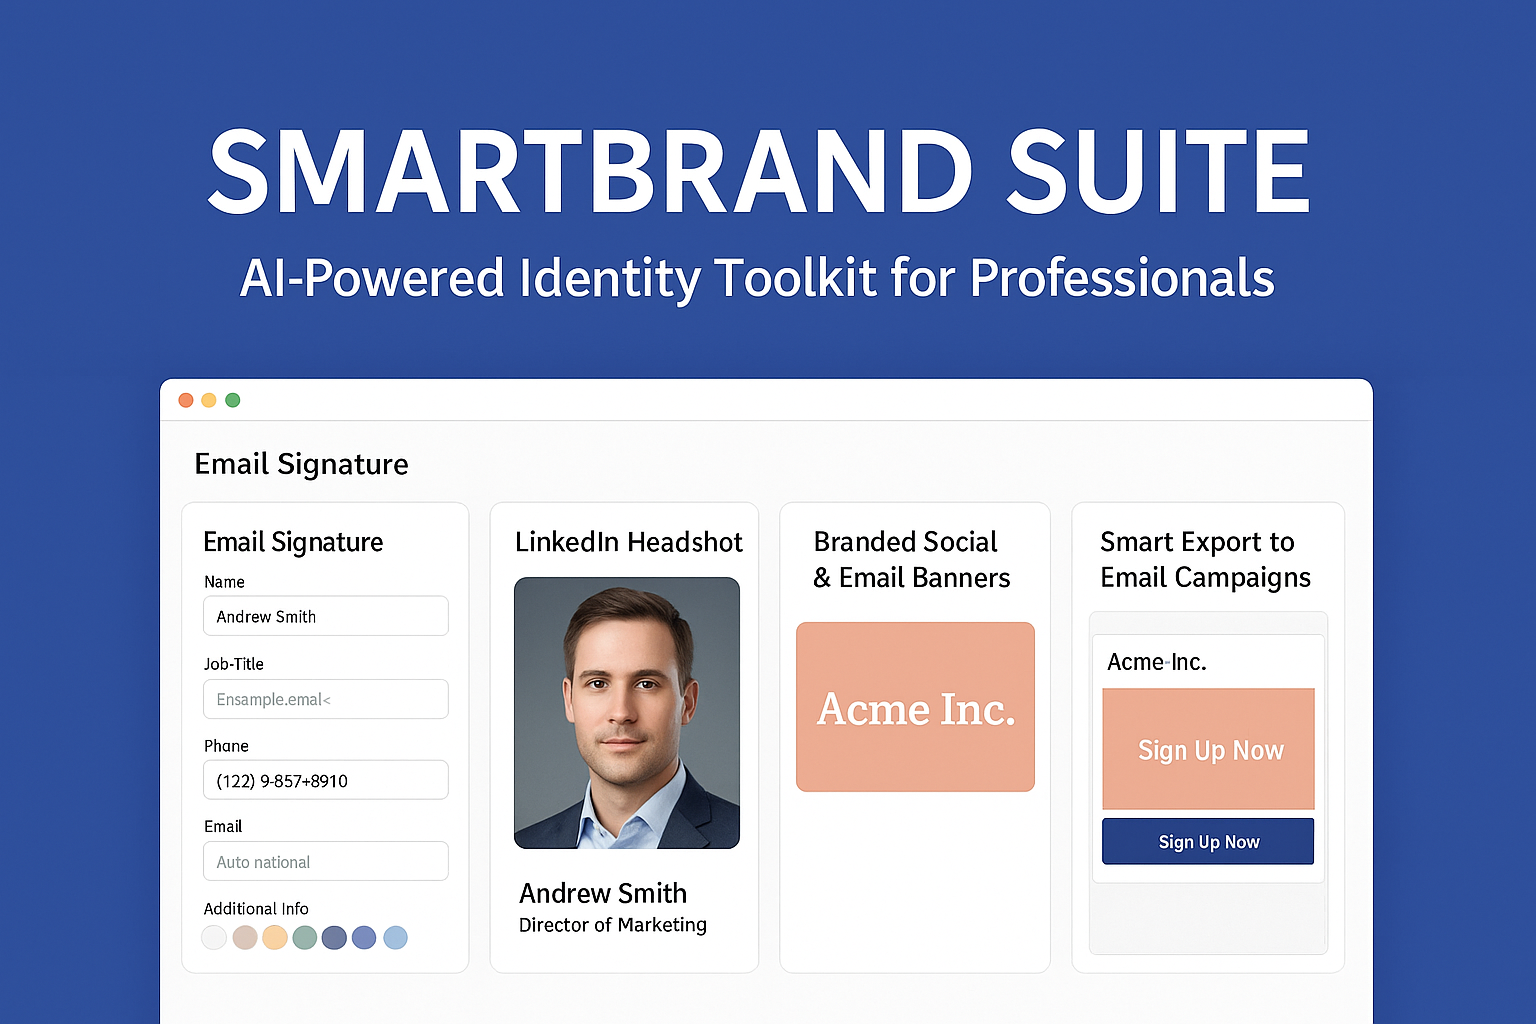 SMARTBRAND SUITE
AI-Powered Identity Toolkit for Professionals
Email Signature
Email Signature
Name
Andrew Smith
Job-Title
Ensample.emal<
Phane
(122) 9-857+8910
Email
Auto national
Additional Info
LinkedIn Headshot
Andrew Smith
Director of Marketing
Branded Social
& Email Banners
Acme Inc.
Smart Export to
Email Campaigns
Acme-Inc.
Sign Up Now
Sign Up Now